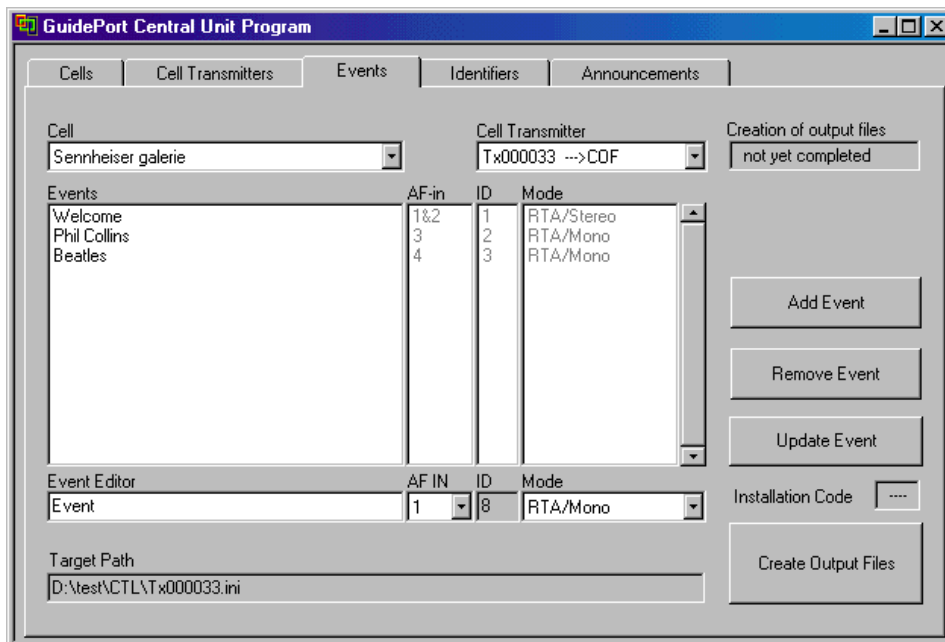 GuidePort Central Unit Program
Cells Cell Transmitters Events Identifiers Announcements
Cell Cell Transmitter Creation of output files
Sennheiser galerie Tx000033 --->COF not yet completed
Events AF-in ID Mode
Welcome 1&2 1 RTA/Stereo
Phil Collins 3 2 RTA/Mono
Beatles 4 3 RTA/Mono
Add Event
Remove Event
Update Event
Event Editor AF IN ID Mode
Installation Code ----
Event 1 8 RTA/Mono
Create Output Files
Target Path
D:\test\CTL\Tx000033.ini